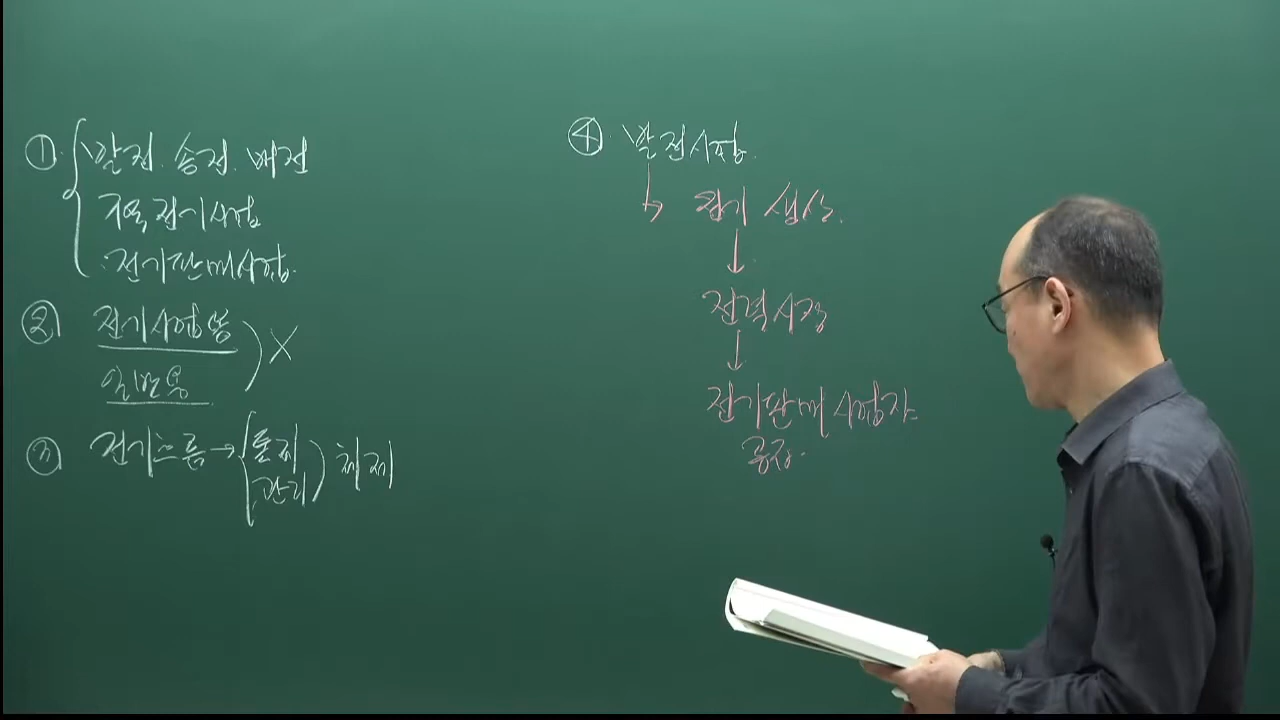 ① 발전. 송전. 배전
구역전기사업
전기판매사업.
② 전기사업용
일반용 ) X
③ 전기흐름 → 통제
관리 ) 체제
④ 발전사업.
↳ 전기 생산.
↓
전력시장
↓
전기판매사업자
공장.